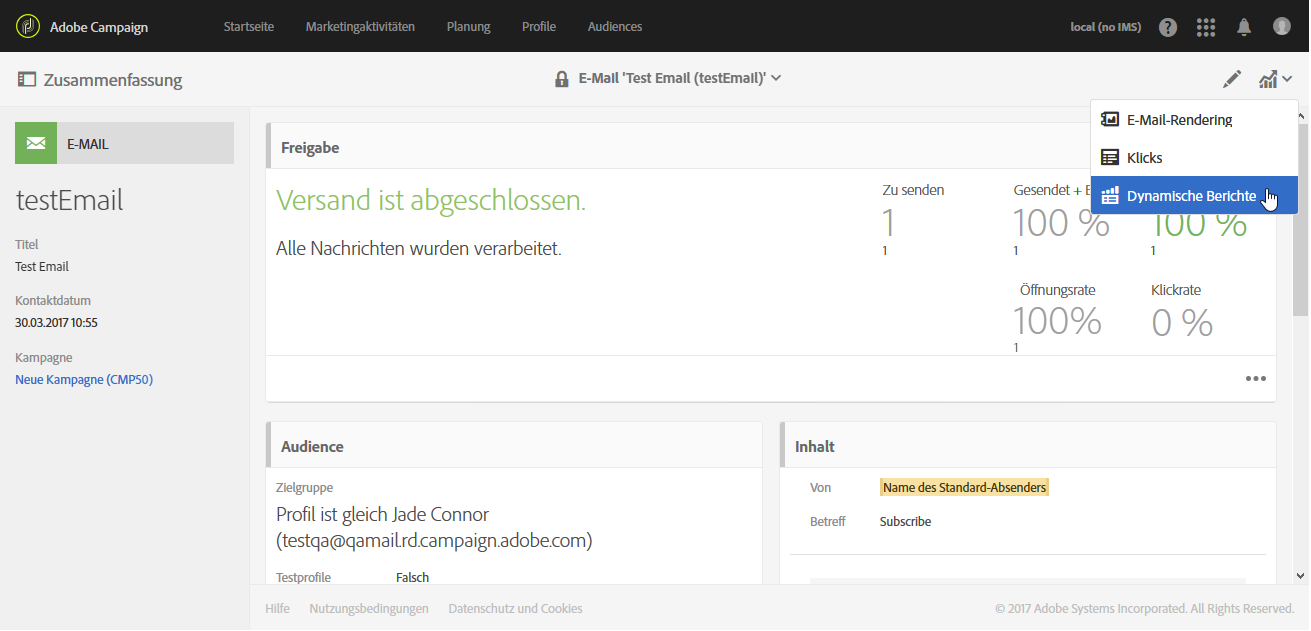 Adobe Campaign
Startseite
Marketingaktivitäten
Planung
Profile
Audiences
local (no IMS)
?
Zusammenfassung
E-Mail 'Test Email (testEmail)'
E-Mail-Rendering
Klicks
Dynamische Berichte
E-MAIL
testEmail
Titel
Test Email
Kontaktdatum
30.03.2017 10:55
Kampagne
Neue Kampagne (CMP50)
Freigabe
Versand ist abgeschlossen.
Alle Nachrichten wurden verarbeitet.
Zu senden
1
1
Gesendet +
100 %
1
100 %
1
Öffnungsrate
100%
1
Klickrate
0 %
Audience
Zielgruppe
Profil ist gleich Jade Connor
(testqa@qamail.rd.campaign.adobe.com)
Testprofile Falsch
Inhalt
Von Name des Standard-Absenders
Betreff Subscribe
Hilfe Nutzungsbedingungen Datenschutz und Cookies
© 2017 Adobe Systems Incorporated. All Rights Reserved.